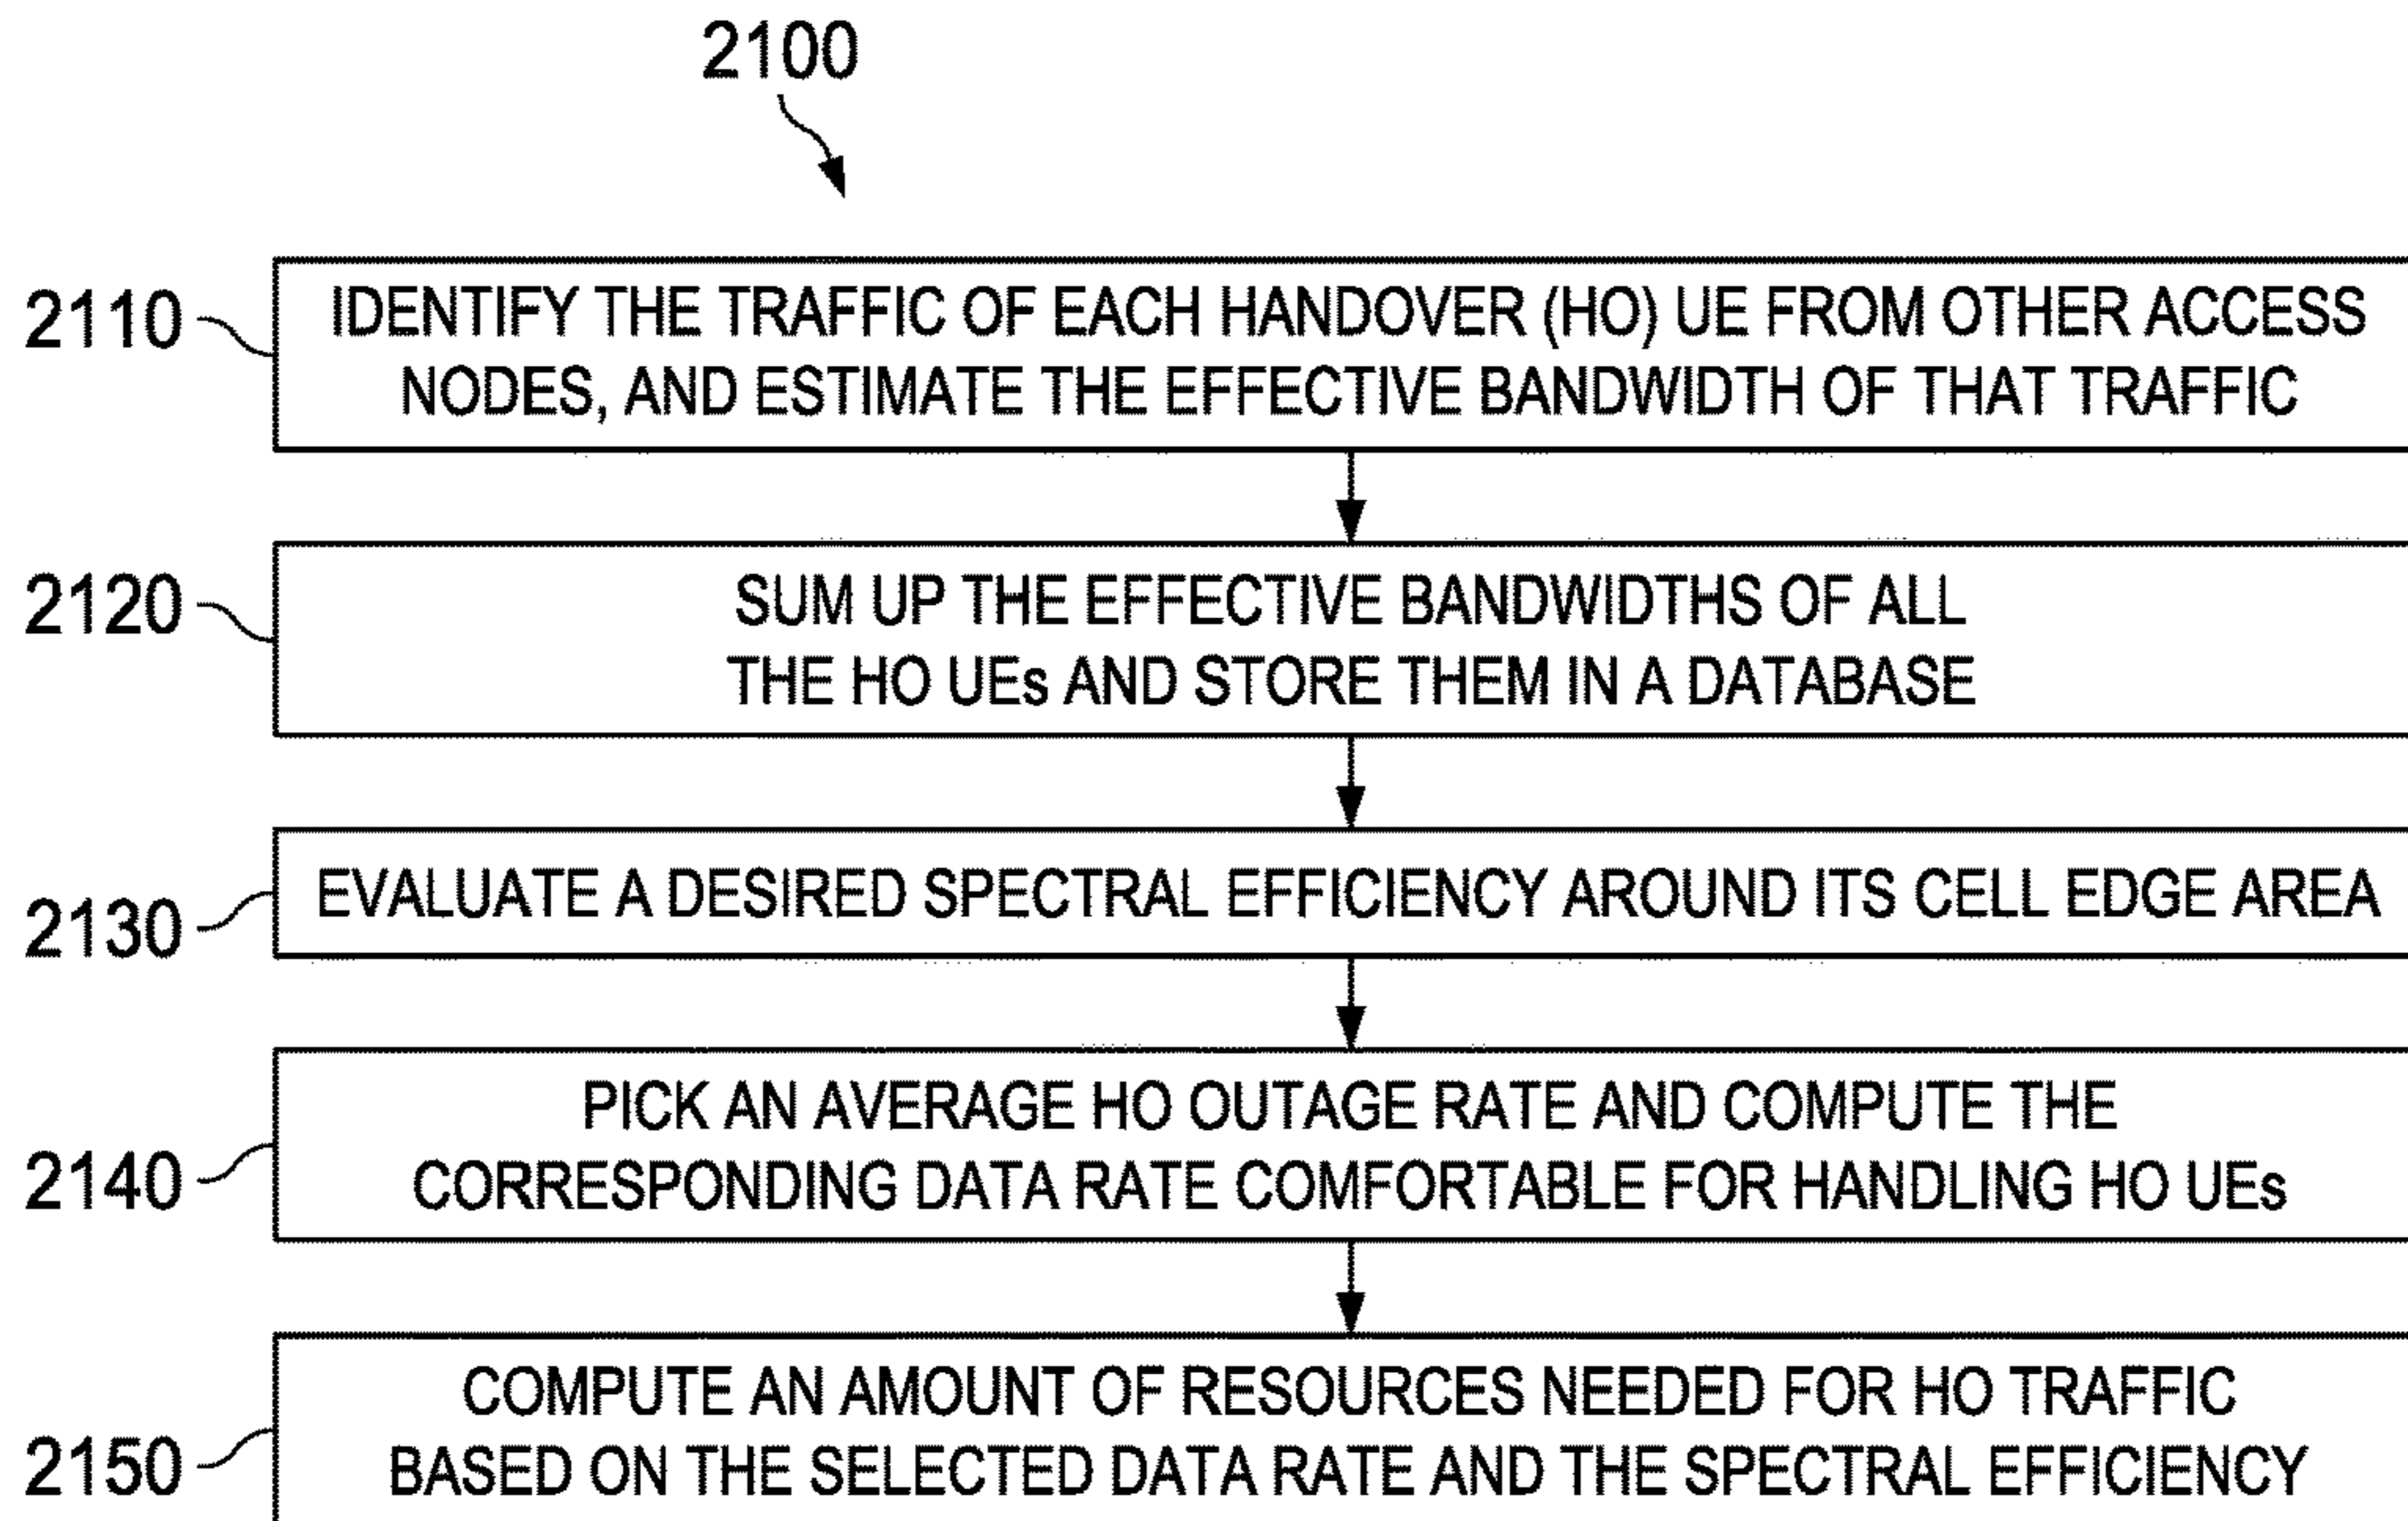 2100
2110
IDENTIFY THE TRAFFIC OF EACH HANDOVER (HO) UE FROM OTHER ACCESS
NODES, AND ESTIMATE THE EFFECTIVE BANDWIDTH OF THAT TRAFFIC
2120
SUM UP THE EFFECTIVE BANDWIDTHS OF ALL
THE HO UEs AND STORE THEM IN A DATABASE
2130
EVALUATE A DESIRED SPECTRAL EFFICIENCY AROUND ITS CELL EDGE AREA
2140
PICK AN AVERAGE HO OUTAGE RATE AND COMPUTE THE
CORRESPONDING DATA RATE COMFORTABLE FOR HANDLING HO UEs
2150
COMPUTE AN AMOUNT OF RESOURCES NEEDED FOR HO TRAFFIC
BASED ON THE SELECTED DATA RATE AND THE SPECTRAL EFFICIENCY